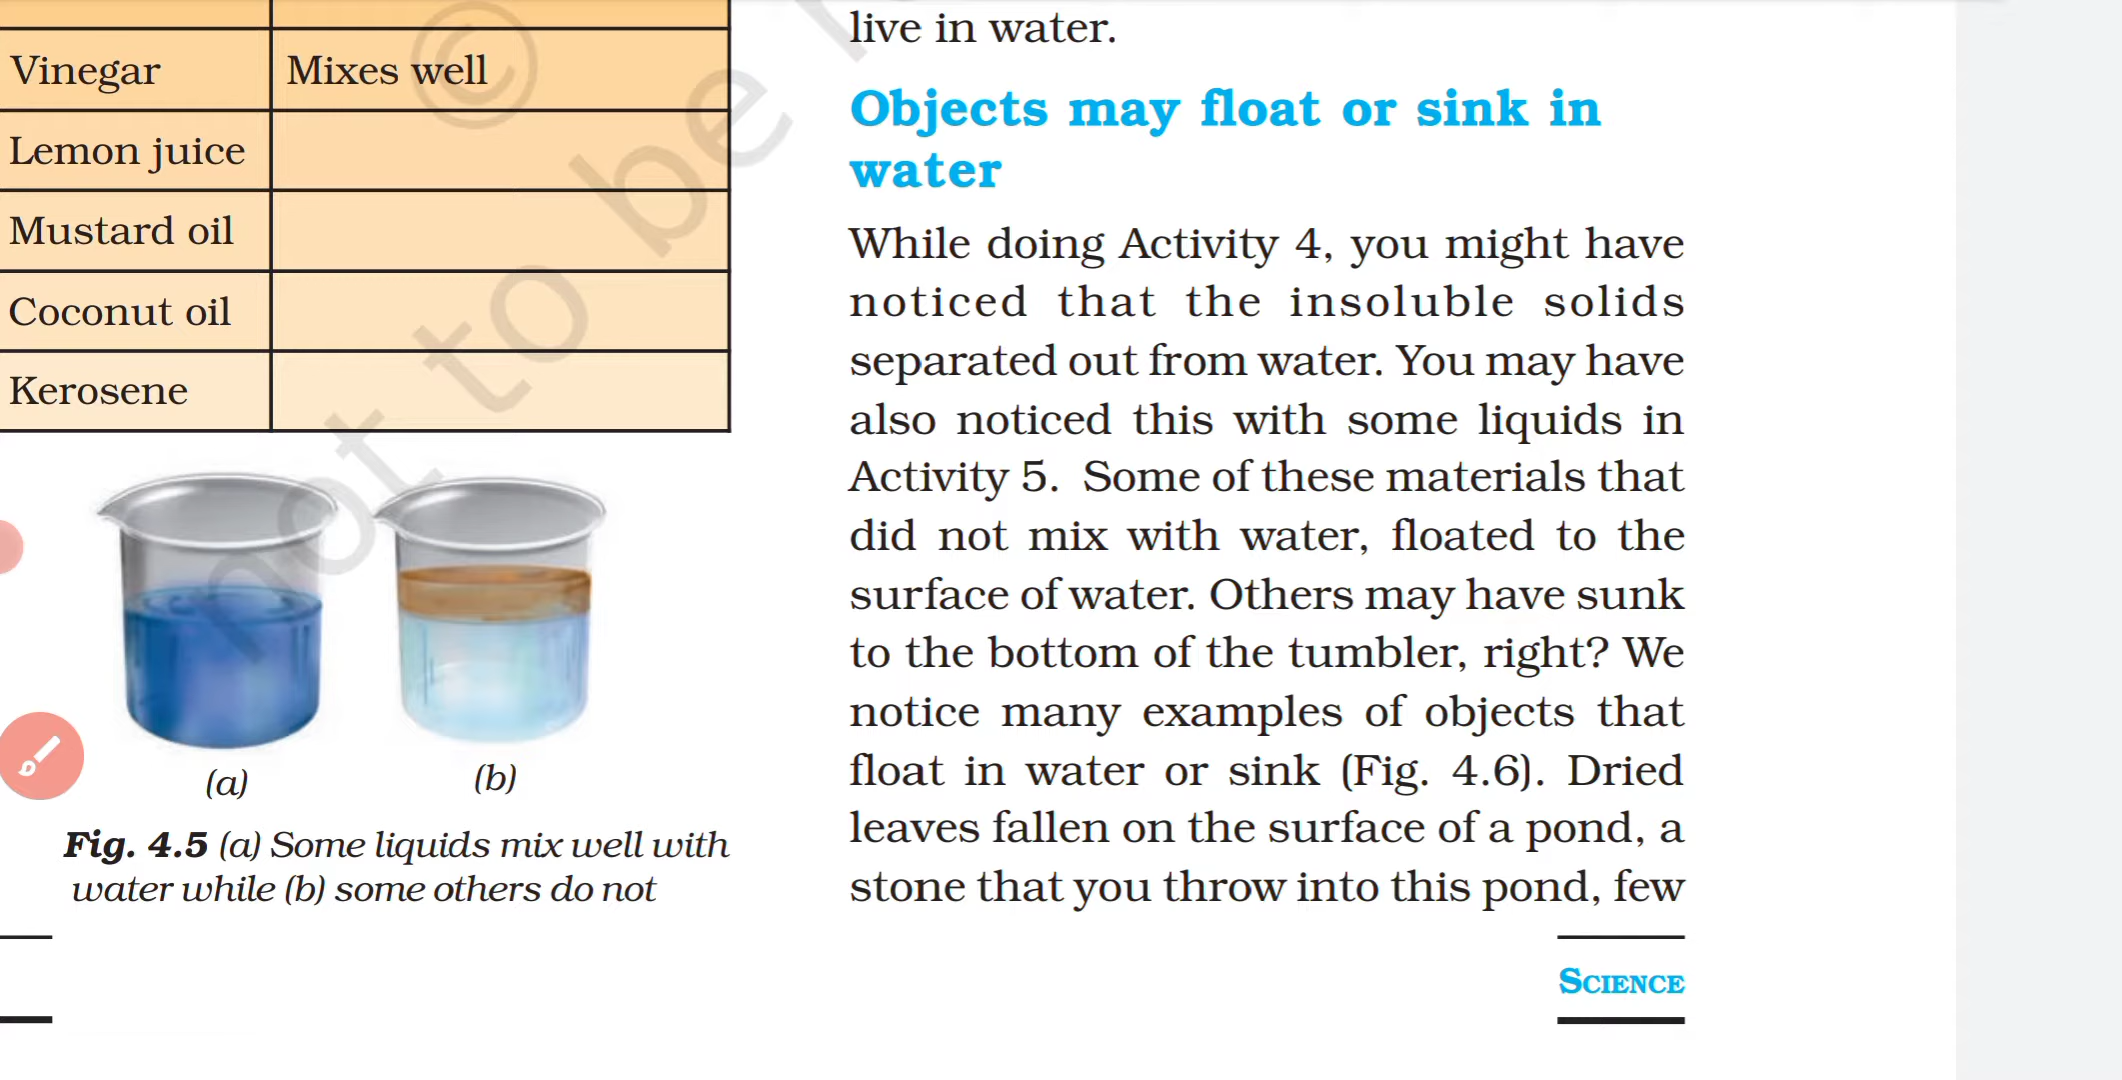 Vinegar Mixes well
Lemon juice
Mustard oil
Coconut oil
Kerosene
(a) (b)
Fig. 4.5 (a) Some liquids mix well with
water while (b) some others do not
live in water.
Objects may float or sink in
water
While doing Activity 4, you might have
noticed that the insoluble solids
separated out from water. You may have
also noticed this with some liquids in
Activity 5. Some of these materials that
did not mix with water, floated to the
surface of water. Others may have sunk
to the bottom of the tumbler, right? We
notice many examples of objects that
float in water or sink (Fig. 4.6). Dried
leaves fallen on the surface of a pond, a
stone that you throw into this pond, few
SCIENCE
© not to be